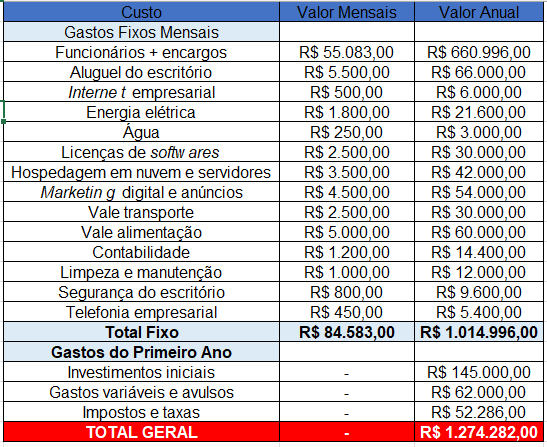 Custo Valor Mensais Valor Anual
Gastos Fixos Mensais
Funcionários + encargos R$ 55.083,00 R$ 660.996,00
Aluguel do escritório R$ 5.500,00 R$ 66.000,00
Interne t empresarial R$ 500,00 R$ 6.000,00
Energia elétrica R$ 1.800,00 R$ 21.600,00
Água R$ 250,00 R$ 3.000,00
Licenças de softw ares R$ 2.500,00 R$ 30.000,00
Hospedagem em nuvem e servidores R$ 3.500,00 R$ 42.000,00
Marketin g digital e anúncios R$ 4.500,00 R$ 54.000,00
Vale transporte R$ 2.500,00 R$ 30.000,00
Vale alimentação R$ 5.000,00 R$ 60.000,00
Contabilidade R$ 1.200,00 R$ 14.400,00
Limpeza e manutenção R$ 1.000,00 R$ 12.000,00
Segurança do escritório R$ 800,00 R$ 9.600,00
Telefonia empresarial R$ 450,00 R$ 5.400,00
Total Fixo R$ 84.583,00 R$ 1.014.996,00
Gastos do Primeiro Ano
Investimentos iniciais - R$ 145.000,00
Gastos variáveis e avulsos - R$ 62.000,00
Impostos e taxas - R$ 52.286,00
TOTAL GERAL - R$ 1.274.282,00